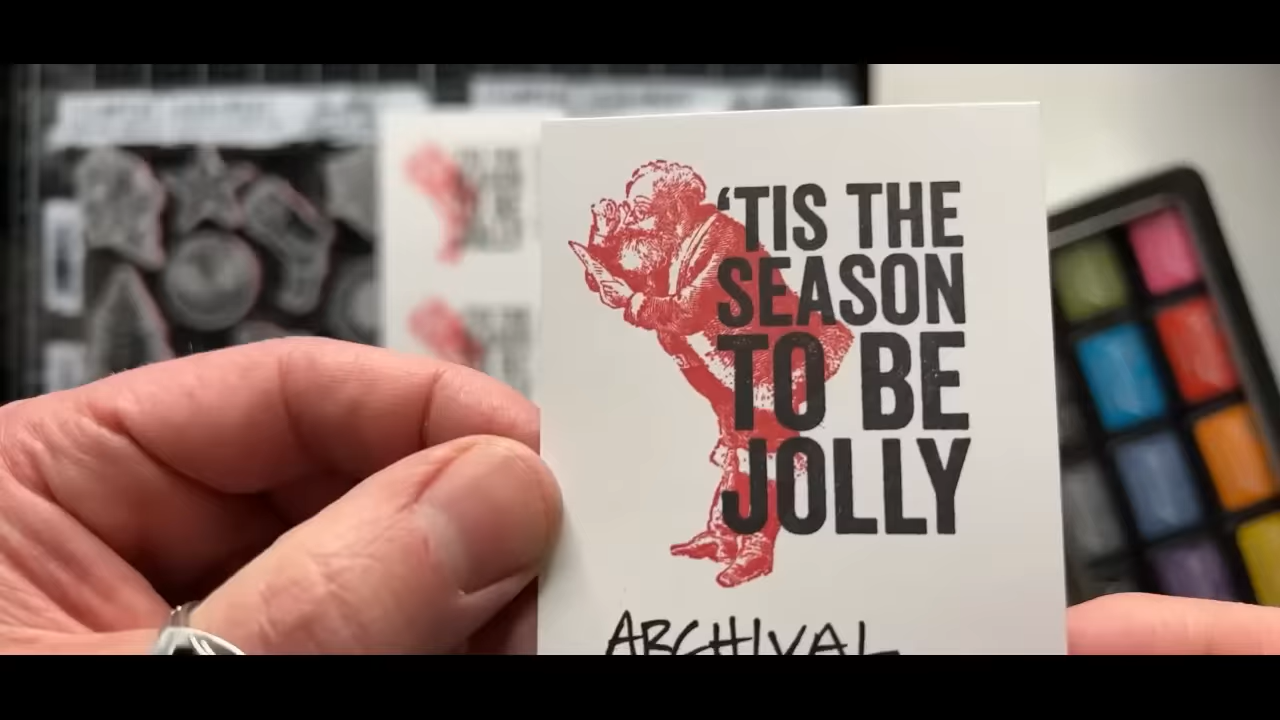 ‘TIS THE
SEASON
TO BE
JOLLY
ARCHIVAL